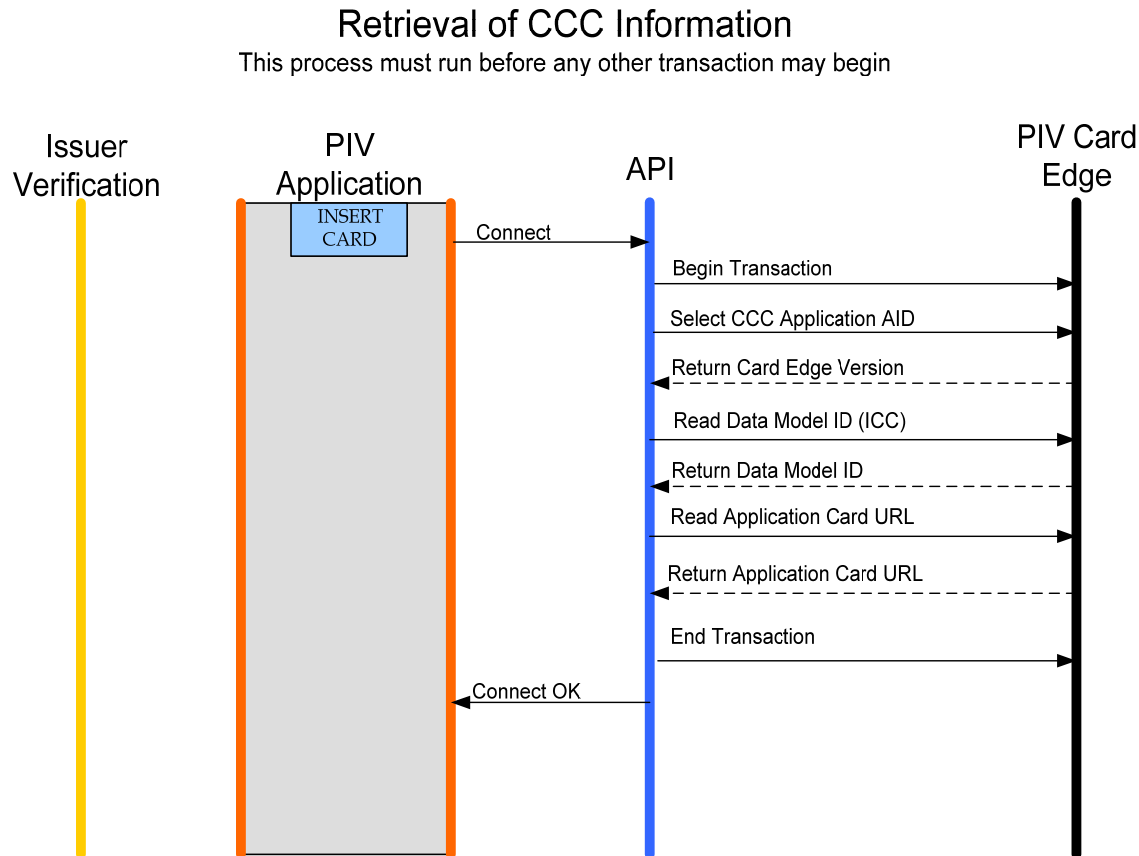 Retrieval of CCC Information
This process must run before any other transaction may begin
Issuer
Verification
PIV
Application
API
PIV Card
Edge
INSERT
CARD
Connect
Begin Transaction
Select CCC Application AID
Return Card Edge Version
Read Data Model ID (ICC)
Return Data Model ID
Read Application Card URL
Return Application Card URL
End Transaction
Connect OK